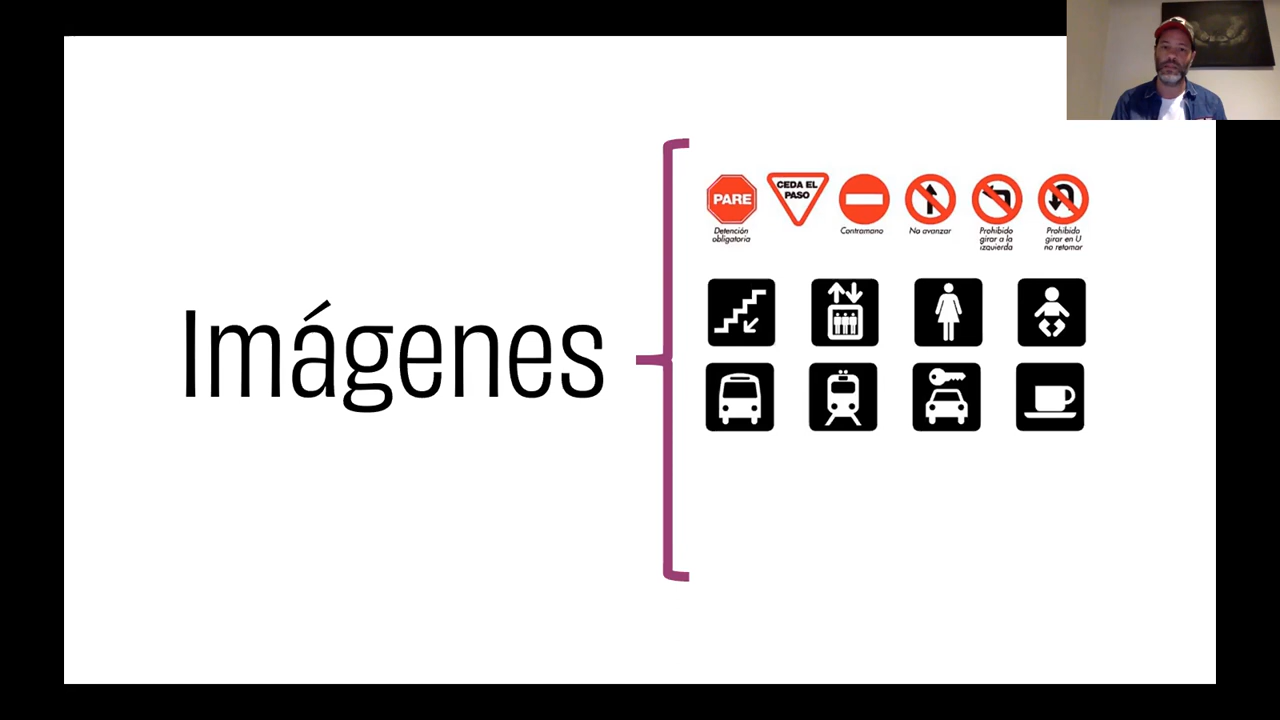 Imágenes
PARE
CEDA EL
PASO
Detención
obligatoria
Contramano
No avanzar
Prohibido
girar a la
izquierda
Prohibido
girar en U
no retomar